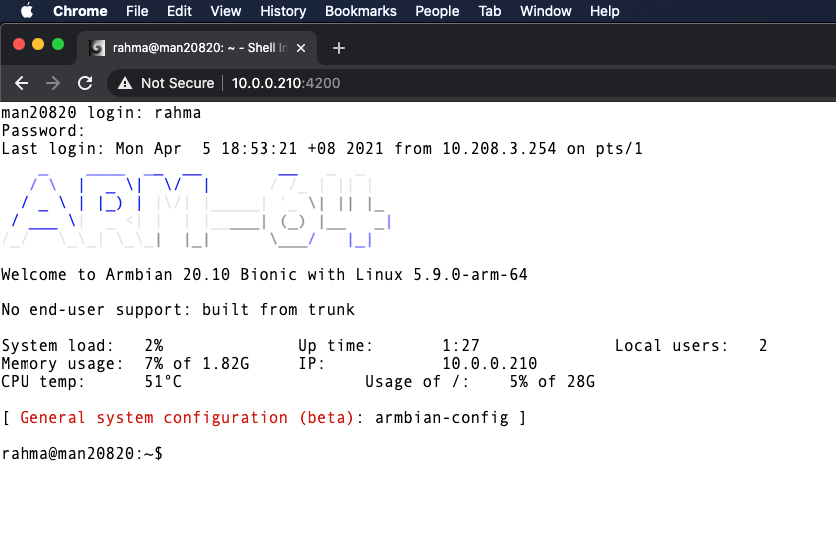 Chrome File Edit View History Bookmarks People Tab Window Help
rahma@man20820: ~ - Shell In
Not Secure | 10.0.0.210:4200
man20820 login: rahma
Password:
Last login: Mon Apr  5 18:53:21 +08 2021 from 10.208.3.254 on pts/1
ARM-64
Welcome to Armbian 20.10 Bionic with Linux 5.9.0-arm-64
No end-user support: built from trunk
System load:   2%   Up time:   1:27   Local users:   2
Memory usage:  7% of 1.82G   IP:   10.0.0.210
CPU temp:   51°C   Usage of /:   5% of 28G
[ General system configuration (beta): armbian-config ]
rahma@man20820:~$